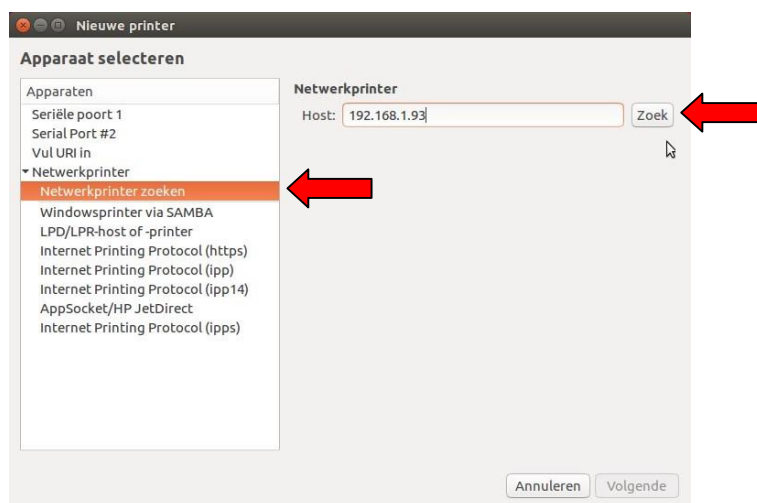 Nieuwe printer
Apparaat selecteren
Apparaten
Seriële poort 1
Serial Port #2
Vul URI in
Netwerkprinter
Netwerkprinter zoeken
Windowsprinter via SAMBA
LPD/LPR-host of -printer
Internet Printing Protocol (https)
Internet Printing Protocol (ipp)
Internet Printing Protocol (ipp14)
AppSocket/HP JetDirect
Internet Printing Protocol (ipps)
Netwerkprinter
Host: 192.168.1.93 Zoek
Annuleren Volgende